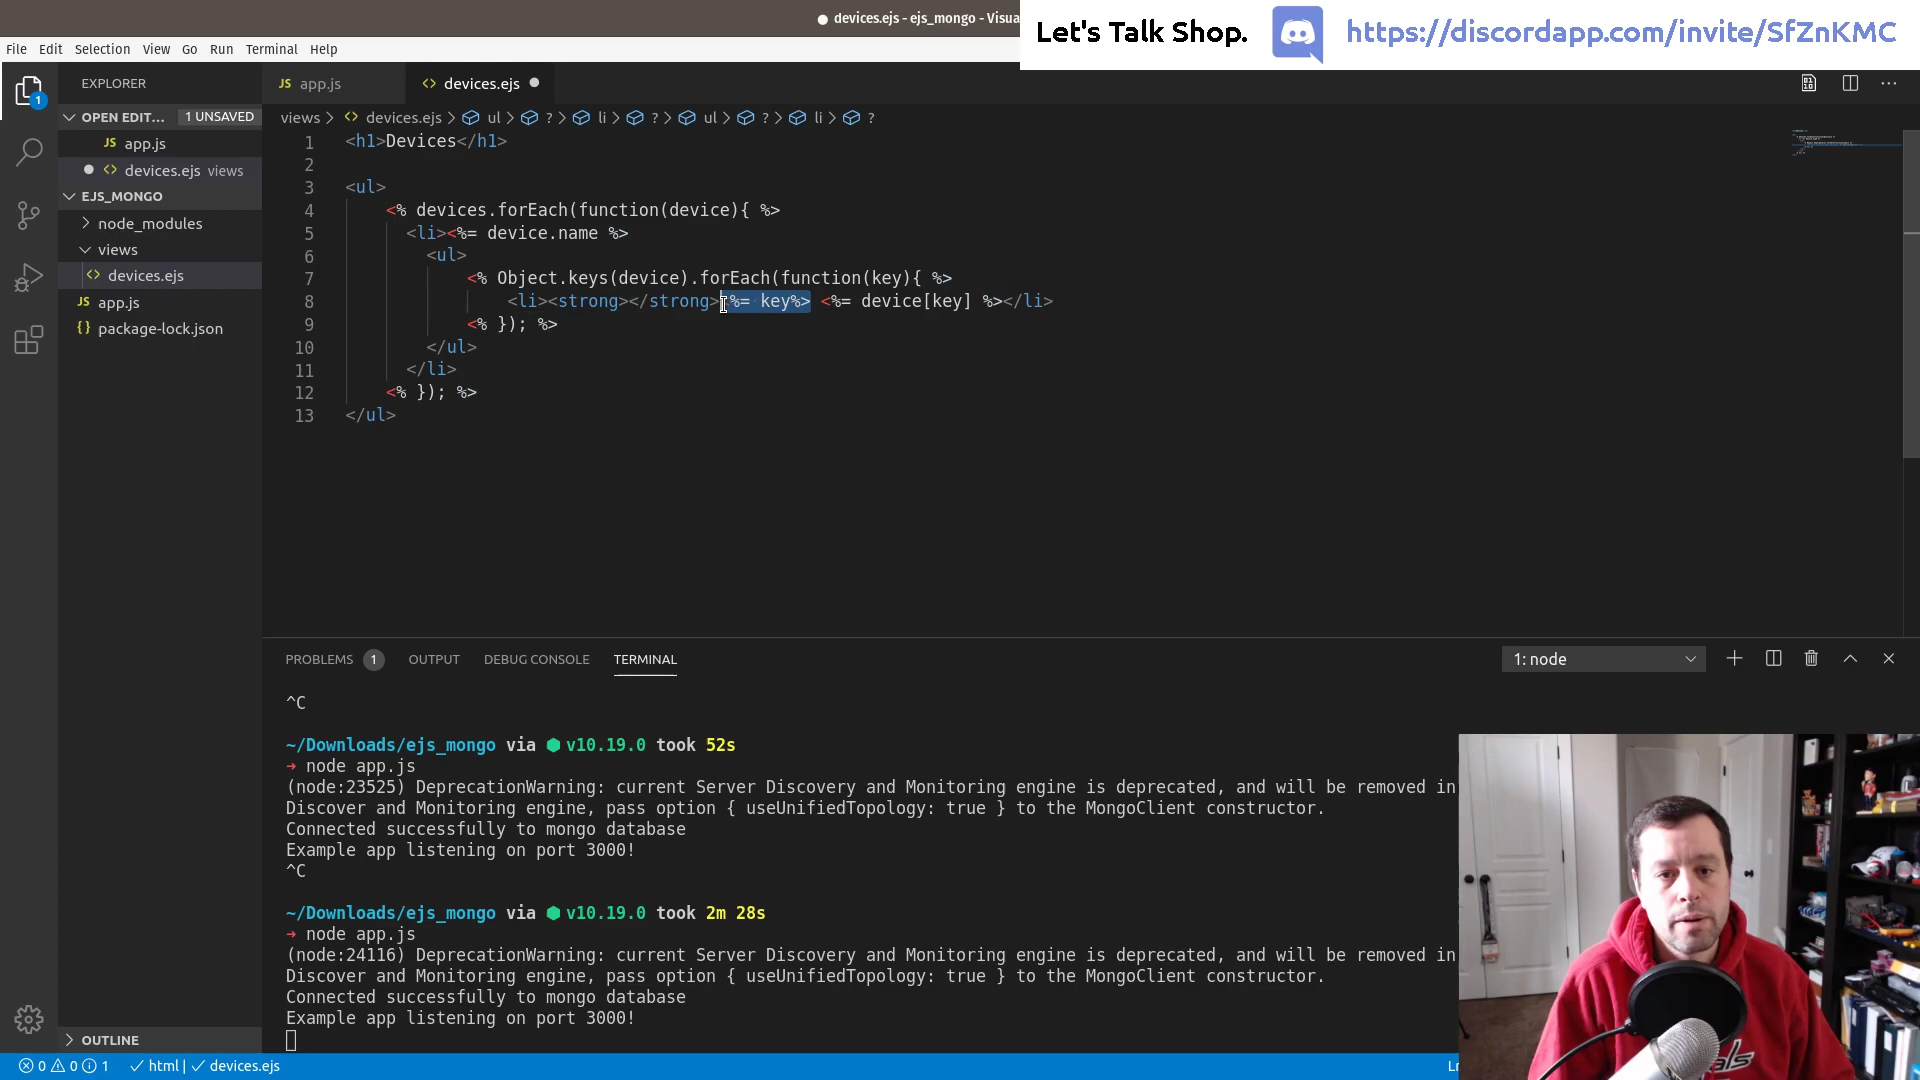 devices.ejs - ejs_mongo - Visua
Let's Talk Shop.
https://discordapp.com/invite/SfZnKMC
File Edit Selection View Go Run Terminal Help
EXPLORER
JS app.js
<> devices.ejs
OPEN EDIT... 1 UNSAVED
1
views > <> devices.ejs > ul > ? > li > ? > ul > ? > li > ?
JS app.js
<> devices.ejs views
EJS_MONGO
node_modules
views
<> devices.ejs
JS app.js
{} package-lock.json
1 <h1>Devices</h1>
2
3 <ul>
4 <% devices.forEach(function(device){ %>
5 <li><%= device.name %>
6 <ul>
7 <% Object.keys(device).forEach(function(key){ %>
8 <li><strong></strong><%= key%> <%= device[key] %></li>
9 <% }); %>
10 </ul>
11 </li>
12 <% }); %>
13 </ul>
PROBLEMS 1 OUTPUT DEBUG CONSOLE TERMINAL
1: node
^C
~/Downloads/ejs_mongo via ⬢ v10.19.0 took 52s
→ node app.js
(node:23525) DeprecationWarning: current Server Discovery and Monitoring engine is deprecated, and will be removed in
Discover and Monitoring engine, pass option { useUnifiedTopology: true } to the MongoClient constructor.
Connected successfully to mongo database
Example app listening on port 3000!
^C
~/Downloads/ejs_mongo via ⬢ v10.19.0 took 2m 28s
→ node app.js
(node:24116) DeprecationWarning: current Server Discovery and Monitoring engine is deprecated, and will be removed in
Discover and Monitoring engine, pass option { useUnifiedTopology: true } to the MongoClient constructor.
Connected successfully to mongo database
Example app listening on port 3000!
OUTLINE
0 0 1 html | devices.ejs